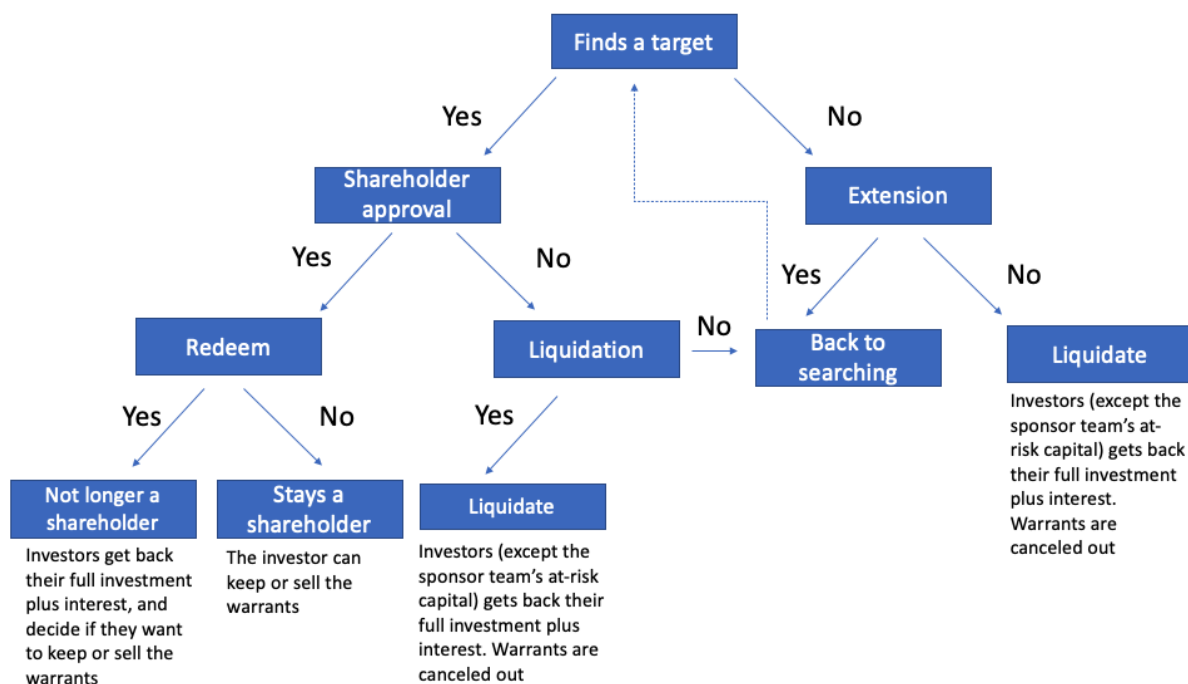 Finds a target
Yes
No
Shareholder
approval
Extension
Yes
No
Yes
No
Redeem
Liquidation
No
Back to
searching
Liquidate
Investors (except the
sponsor team's at-
risk capital) gets back
their full investment
plus interest.
Warrants are
canceled out
Yes
No
Yes
Not longer a
shareholder
Investors get back
their full investment
plus interest, and
decide if they want
to keep or sell the
warrants
Stays a
shareholder
The investor can
keep or sell the
warrants
Liquidate
Investors (except the
sponsor team's at-risk
capital) gets back their
full investment plus
interest. Warrants are
canceled out